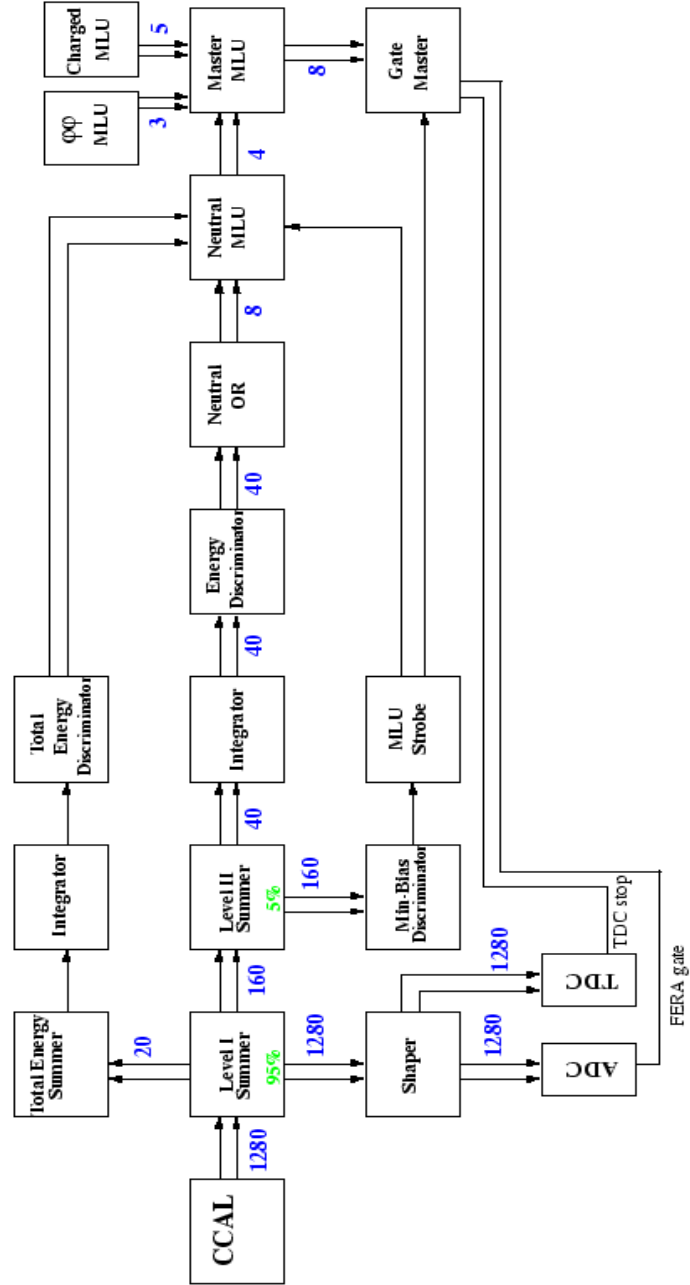 CCAL
1280
Total Energy
Summer
20
Level I
Summer
95%
1280
Shaper
1280
ADC
1280
TDC
TDC stop
FERA gate
160
Integrator
Level II
Summer
5%
160
Min-Bias
Discriminator
40
Total
Energy
Discriminator
Integrator
MLU
Strobe
40
Energy
Discriminator
40
Neutral
OR
8
Neutral
MLU
4
φφ
MLU
3
Charged
MLU
5
Master
MLU
8
Gate
Master